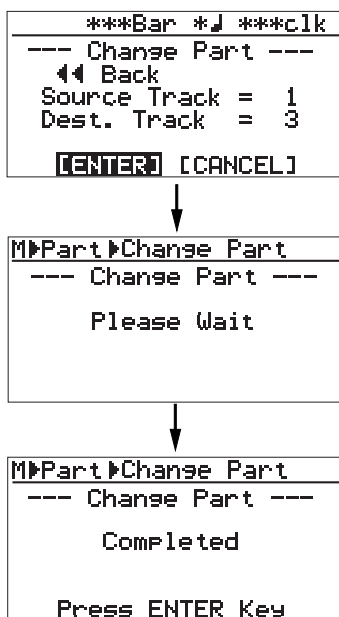 ***Bar *♩ ***clk
--- Change Part ---
◀◀ Back
Source Track = 1
Dest. Track = 3
[ENTER] [CANCEL]
M▶Part▶Change Part
--- Change Part ---
Please Wait
M▶Part▶Change Part
--- Change Part ---
Completed
Press ENTER Key